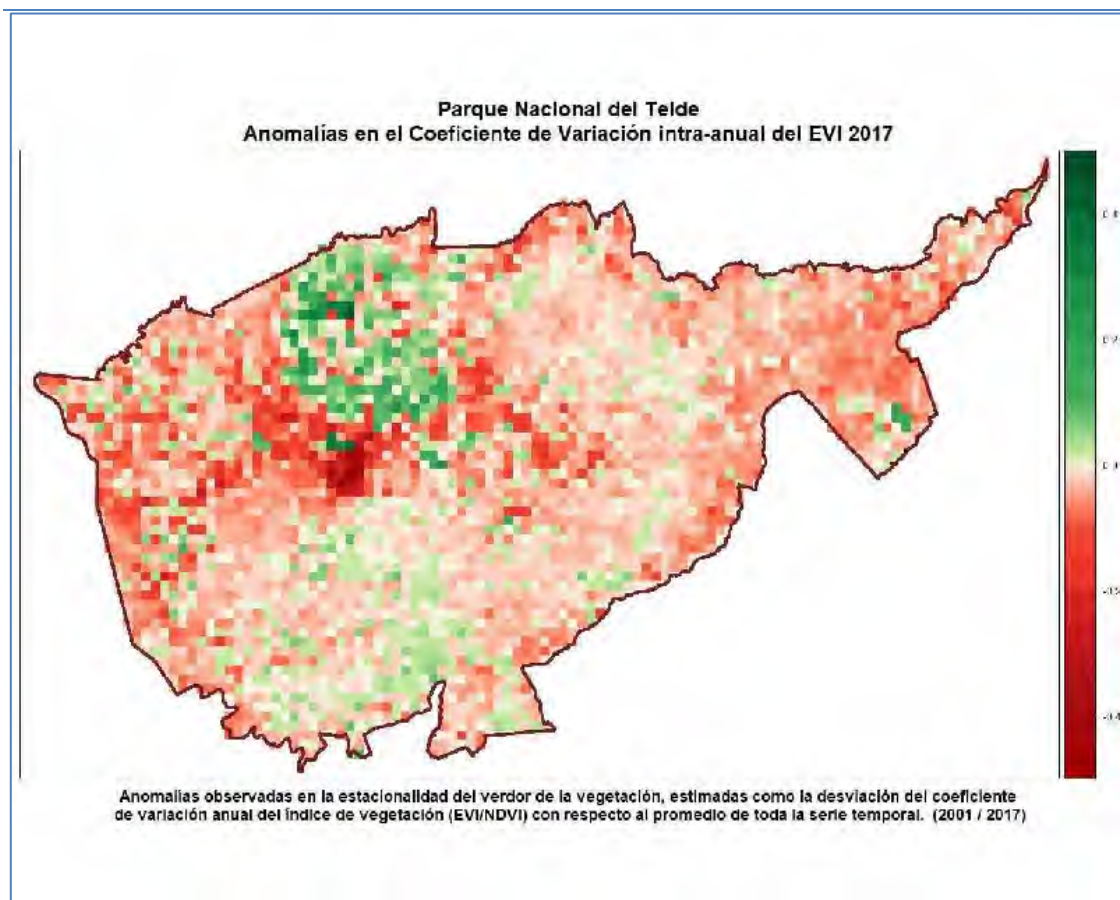 Parque Nacional del Teide
Anomalías en el Coeficiente de Variación intra-anual del EVI 2017
Anomalías observadas en la estacionalidad del verdor de la vegetación, estimadas como la desviación del coeficiente
de variación anual del índice de vegetación (EVI/NDVI) con respecto al promedio de toda la serie temporal. (2001 / 2017)